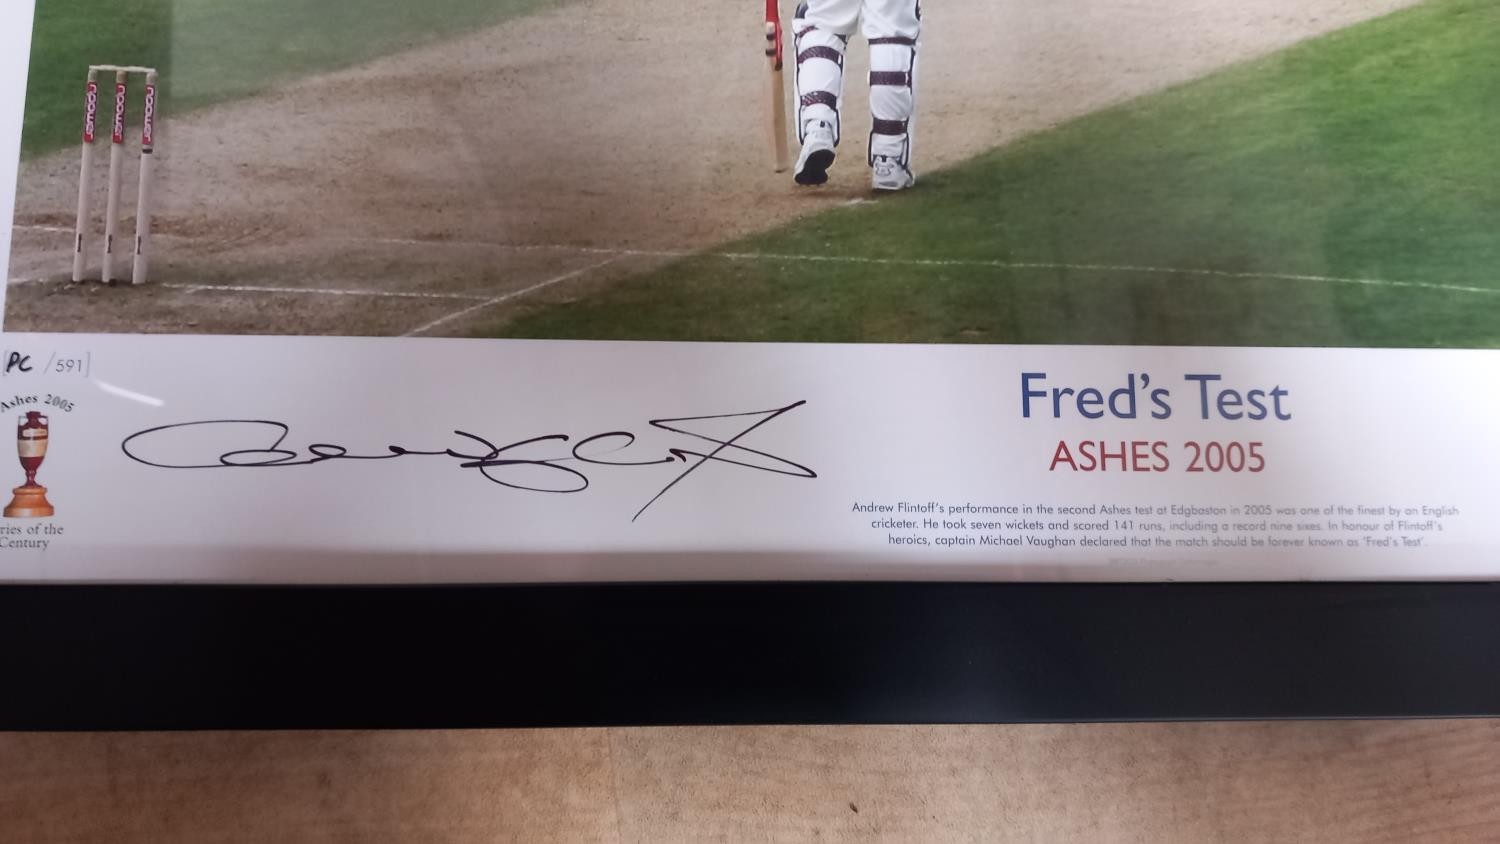 npower npower npower
[PC /591]
Ashes 2005
Fred's Test
ASHES 2005
Andrew Flintoff's performance in the second Ashes test at Edgbaston in 2005 was one of the finest by an English
cricketer. He took seven wickets and scored 141 runs, including a record nine sixes. In honour of Flintoff's
heroics, captain Michael Vaughan declared that the match should be forever known as 'Fred's Test'.
ries of the
Century